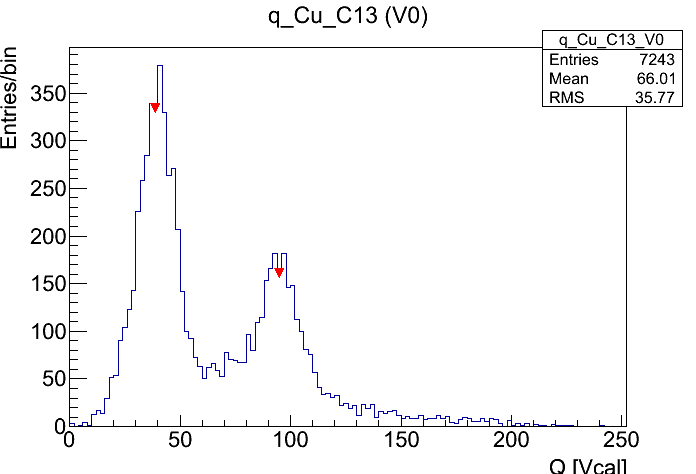 q_Cu_C13 (V0)
q_Cu_C13_V0
Entries 7243
Mean 66.01
RMS 35.77
Entries/bin
350
300
250
200
150
100
50
0
0 50 100 150 200 250
Q [Vcal]